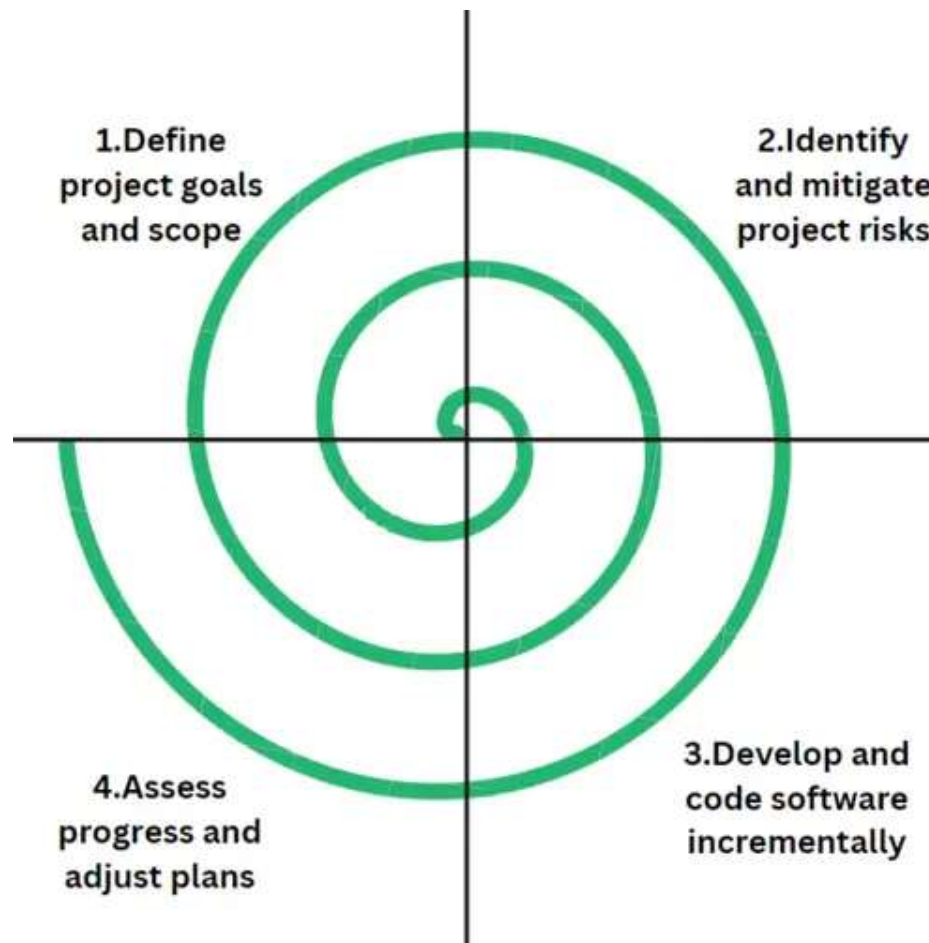 1.Define
project goals
and scope
2.Identify
and mitigate
project risks
3.Develop and
code software
incrementally
4.Assess
progress and
adjust plans